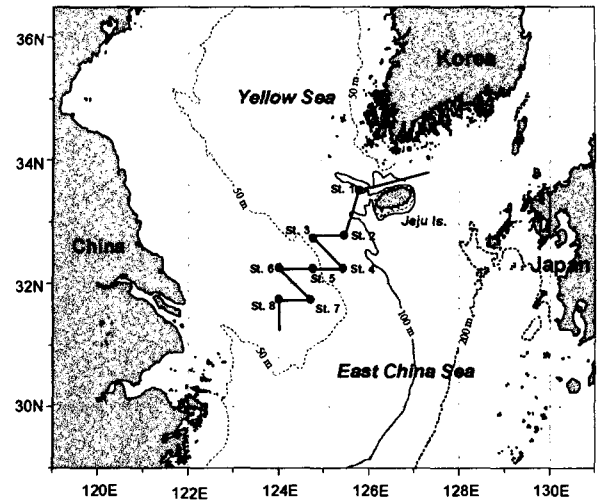 36N
34N
32N
30N
120E
122E
124E
126E
128E
130E
Korea
Yellow Sea
50 m
50 m
St. 1
Jeju Is.
St. 3
St. 2
China
Japan
St. 6
St. 5
St. 4
St. 8
St. 7
50 m
100 m
200 m
East China Sea